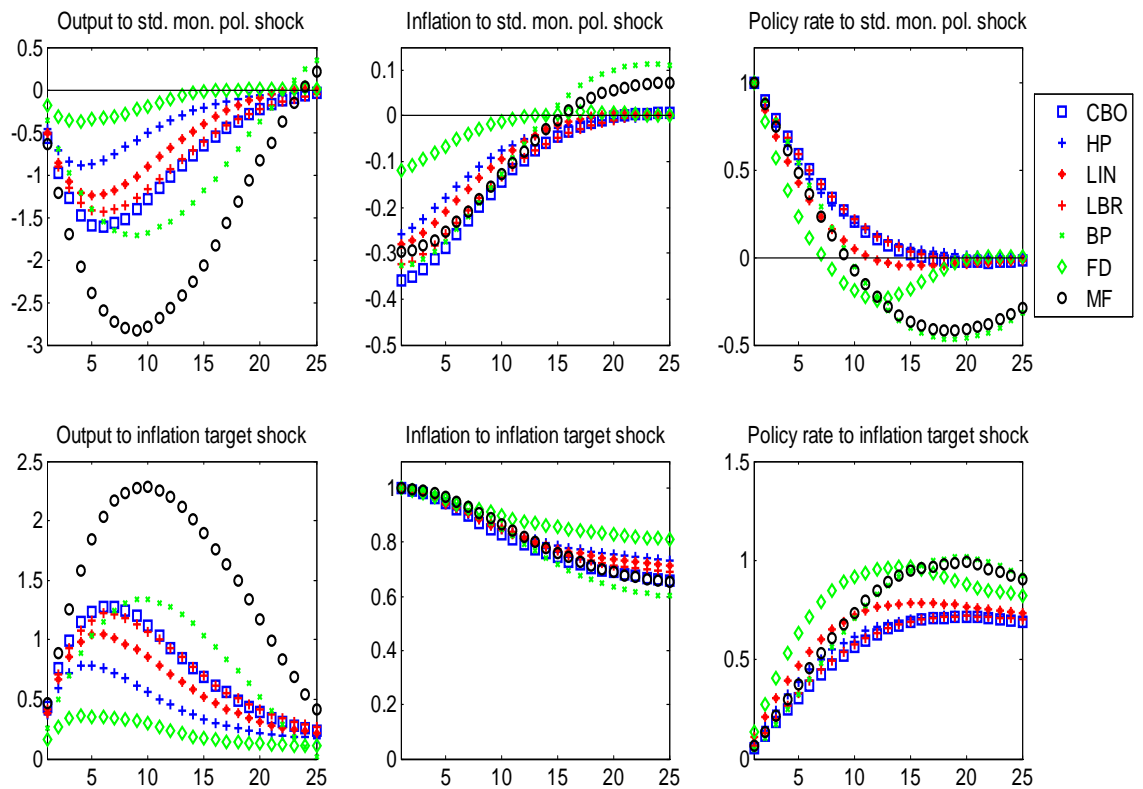 Output to std. mon. pol. shock
0.5
0
-0.5
-1
-1.5
-2
-2.5
-3
5 10 15 20 25
Inflation to std. mon. pol. shock
0.1
0
-0.1
-0.2
-0.3
-0.4
-0.5
5 10 15 20 25
Policy rate to std. mon. pol. shock
1
0.5
0
-0.5
5 10 15 20 25
CBO
HP
LIN
LBR
BP
FD
MF
Output to inflation target shock
2.5
2
1.5
1
0.5
0
5 10 15 20 25
Inflation to inflation target shock
1
0.8
0.6
0.4
0.2
0
5 10 15 20 25
Policy rate to inflation target shock
1.5
1
0.5
0
5 10 15 20 25